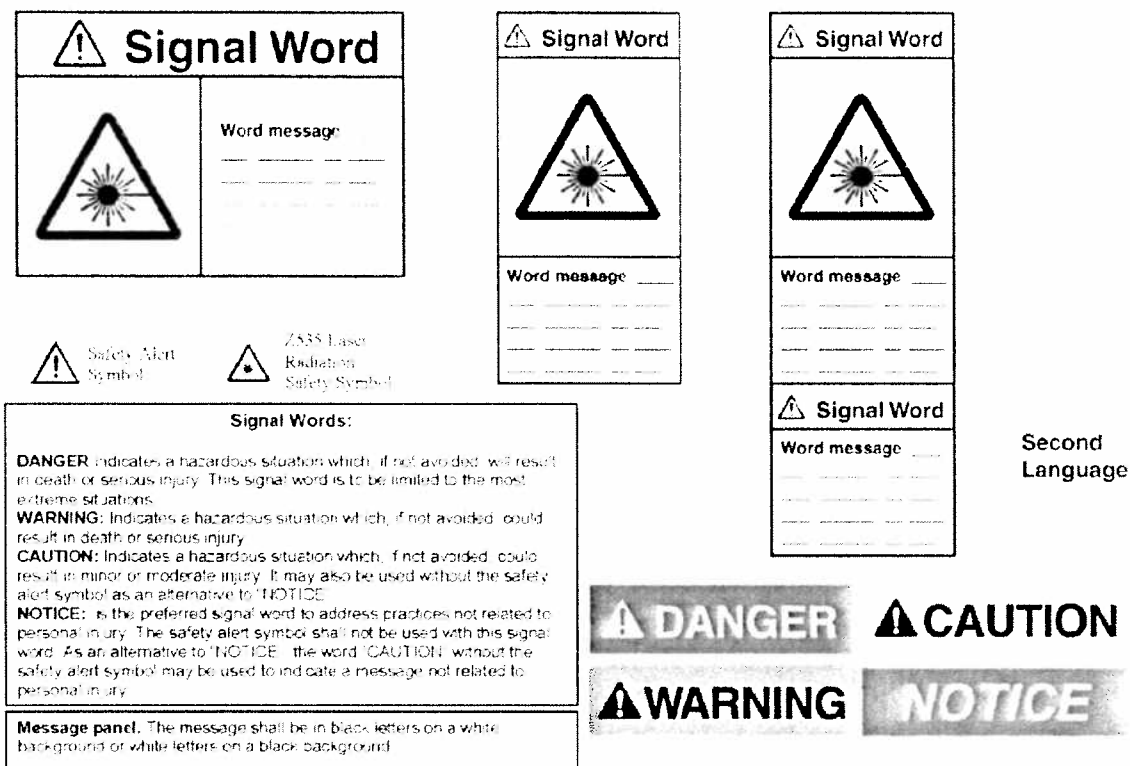 Signal Word
Word message
Signal Word
Word message
Signal Word
Word message
Signal Word
Word message
Second
Language
Safety Alert
Symbol
Z535 Laser
Radiation
Safety Symbol
Signal Words:
DANGER indicates a hazardous situation which, if not avoided, will result
in death or serious injury. This signal word is to be limited to the most
extreme situations
WARNING: Indicates a hazardous situation which, if not avoided, could
result in death or serious injury
CAUTION: Indicates a hazardous situation which, if not avoided, could
result in minor or moderate injury. It may also be used without the safety
alert symbol as an alternative to "NOTICE"
NOTICE: is the preferred signal word to address practices not related to
personal injury. The safety alert symbol shall not be used with this signal
word. As an alternative to "NOTICE", the word "CAUTION" without the
safety alert symbol may be used to indicate a message not related to
personal injury
Message panel. The message shall be in black letters on a white
background or white letters on a black background
DANGER
CAUTION
WARNING
NOTICE